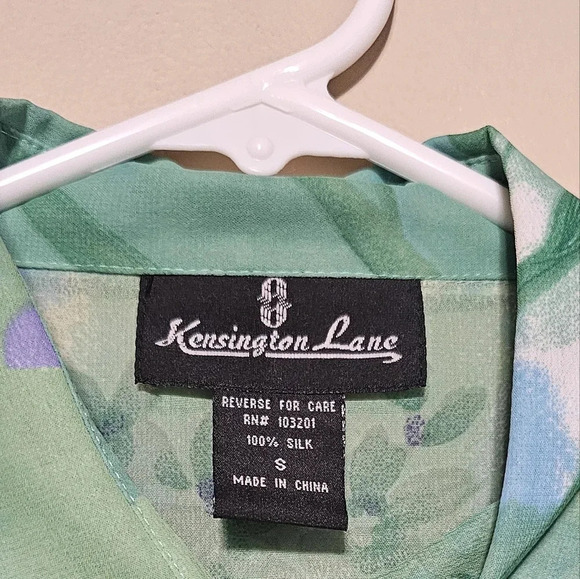 Kensington Lane
REVERSE FOR CARE
RN# 103201
100% SILK
S
MADE IN CHINA